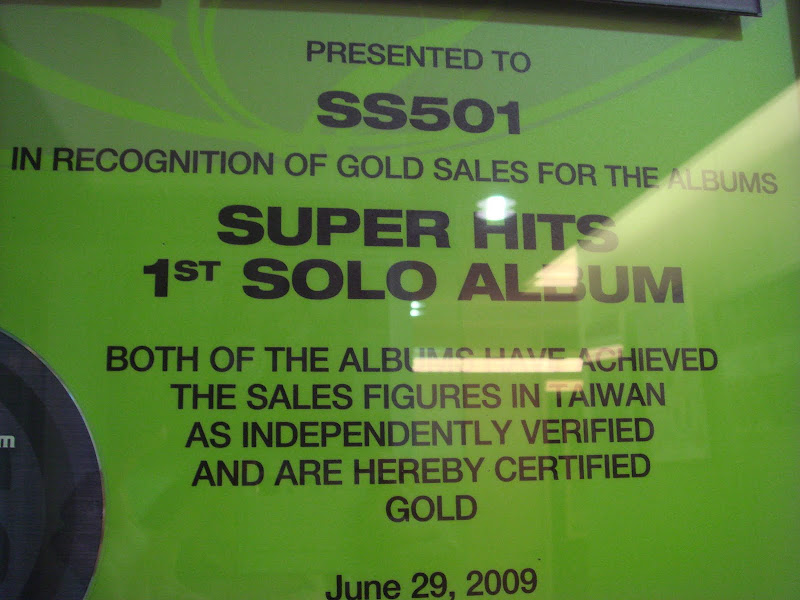 PRESENTED TO
SS501
IN RECOGNITION OF GOLD SALES FOR THE ALBUMS
SUPER HITS
1ST SOLO ALBUM
BOTH OF THE ALBUMS HAVE ACHIEVED
THE SALES FIGURES IN TAIWAN
AS INDEPENDENTLY VERIFIED
AND ARE HEREBY CERTIFIED
GOLD
June 29, 2009